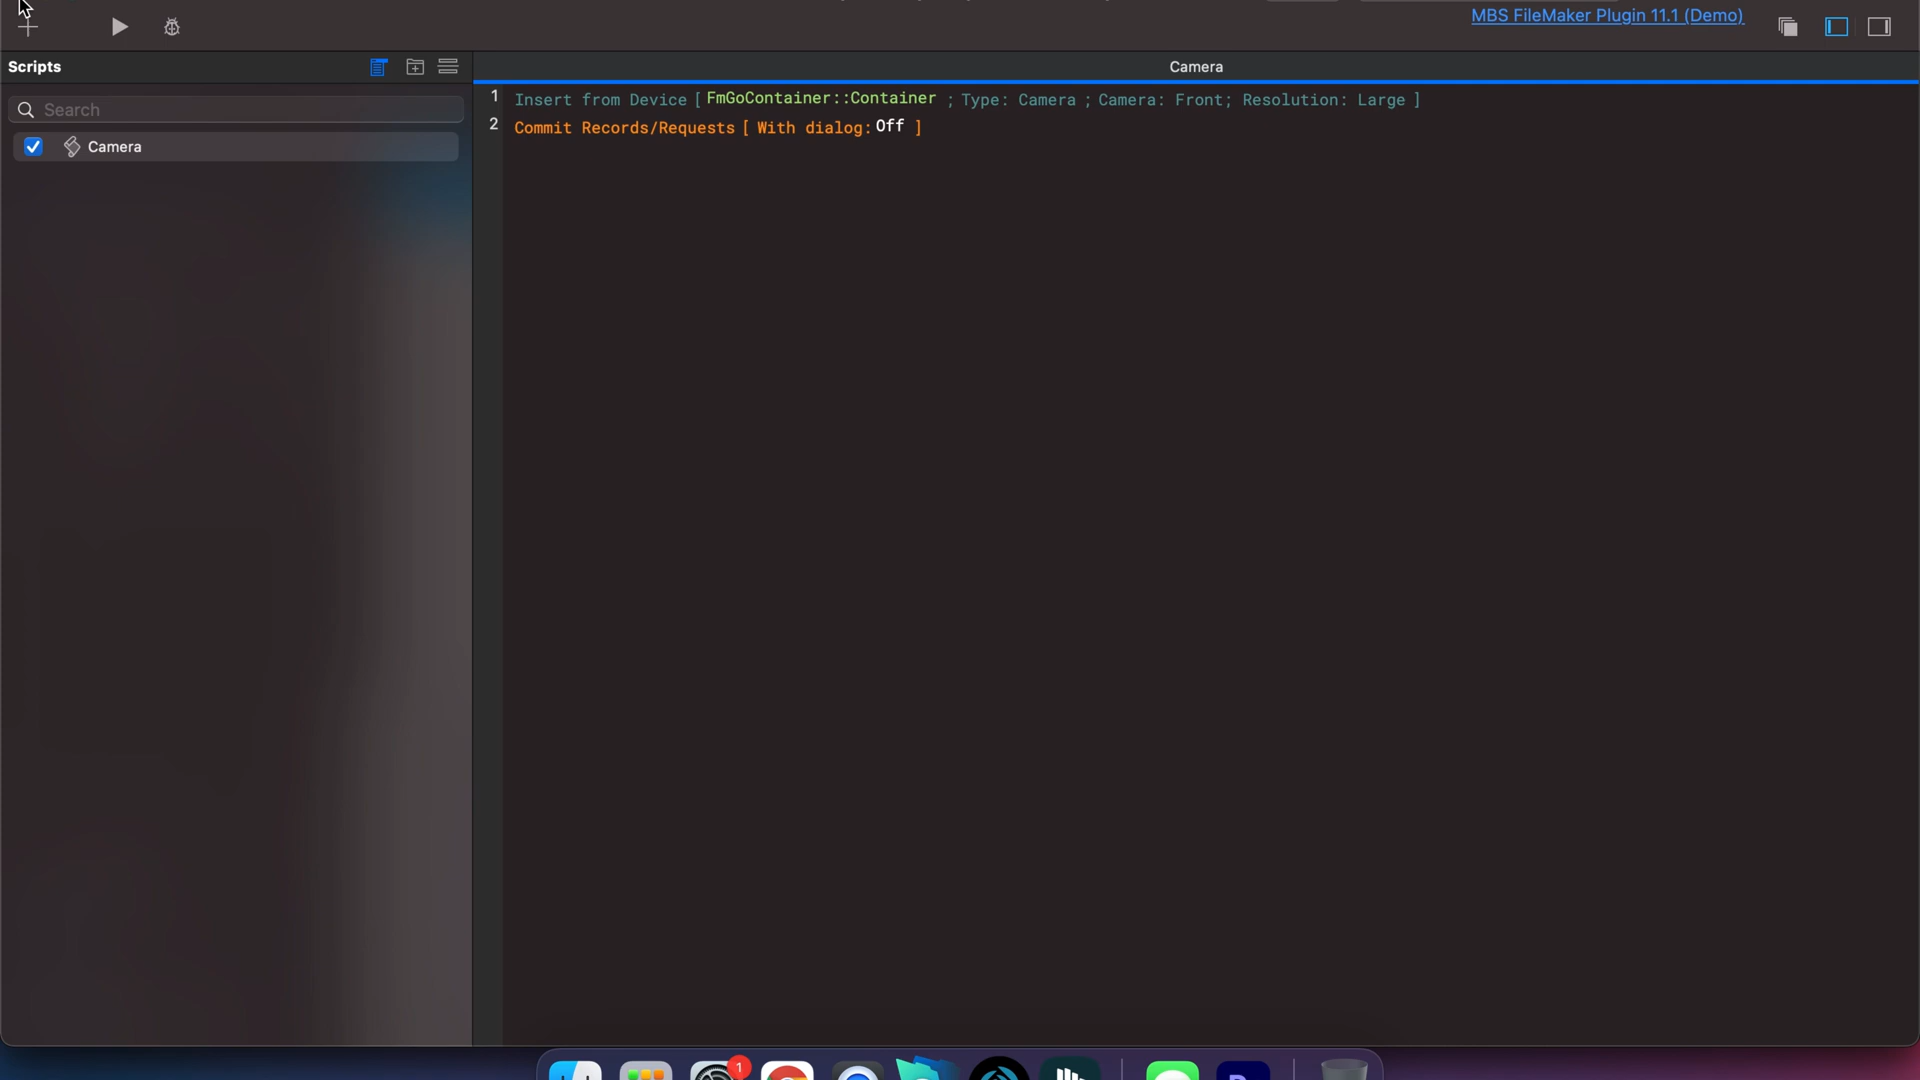 MBS FileMaker Plugin 11.1 (Demo)
Scripts
Camera
Search
Camera
1 Insert from Device [ FmGoContainer::Container ; Type: Camera ; Camera: Front; Resolution: Large ]
2 Commit Records/Requests [ With dialog: Off ]
1